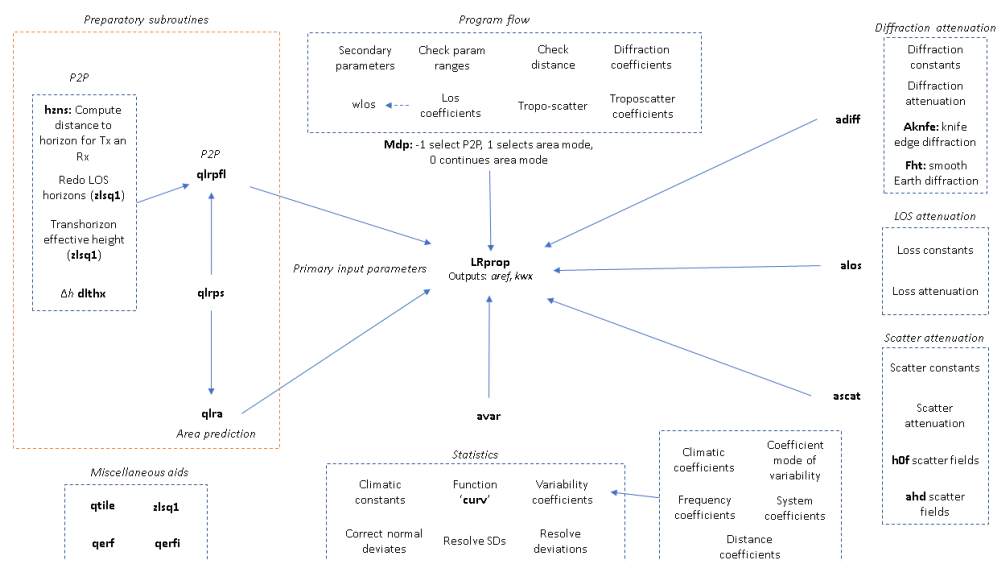 Preparatory subroutines
P2P
hzns: Compute
distance to
horizon for Tx an
Rx
Redo LOS
horizons (zlsq1)
Transhorizon
effective height
(zlsq1)
Δh dlthx
P2P
qlrpfl
qlrps
qlra
Area prediction
Program flow
Secondary
parameters
Check param
ranges
Check
distance
Diffraction
coefficients
wlos
Los
coefficients
Tropo-scatter
Troposcatter
coefficients
Mdp: -1 select P2P, 1 selects area mode,
0 continues area mode
Primary input parameters
LRprop
Outputs: aref, kwx
Diffraction attenuation
Diffraction
constants
Diffraction
attenuation
Aknfe: knife
edge diffraction
Fht: smooth
Earth diffraction
adiff
LOS attenuation
Loss constants
Loss attenuation
alos
Scatter attenuation
Scatter constants
Scatter
attenuation
h0f scatter fields
ahd scatter
fields
ascat
avar
Statistics
Climatic
constants
Function
‘curv’
Variability
coefficients
Correct normal
deviates
Resolve SDs
Resolve
deviations
Climatic
coefficients
Coefficient
mode of
variability
Frequency
coefficients
System
coefficients
Distance
coefficients
Miscellaneous aids
qtile
zlsq1
qerf
qerfi